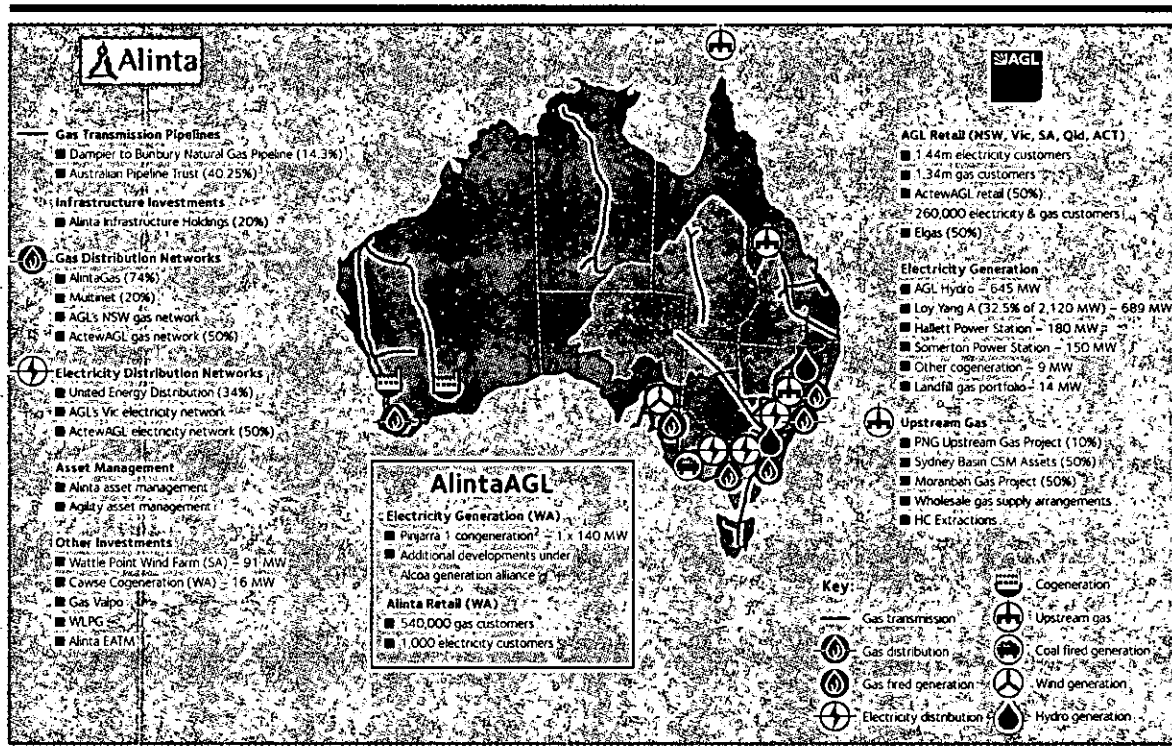 Alinta
Gas Transmission Pipelines
Dampier to Bunbury Natural Gas Pipeline (14.3%)
Australian Pipeline Trust (40.25%)
Infrastructure Investments
Alinta Infrastructure Holdings (20%)
Gas Distribution Networks
AlintaGas (74%)
Multinet (20%)
AGL's NSW gas network
ActewAGL gas network (50%)
Electricity Distribution Networks
United Energy Distribution (34%)
AGL's Vic electricity network
ActewAGL electricity network (50%)
Asset Management
Alinta asset management
Agility asset management
Other Investments
Wattle Point Wind Farm (SA) – 91 MW
Cawse Cogeneration (WA) – 16 MW
Gas Valpo
WLPG
Alinta EATM
AlintaAGL
Electricity Generation (WA)
Pinjarra 1 congeneration² – 1 x 140 MW
Additional developments under
Alcoa generation alliance
Alinta Retail (WA)
540,000 gas customers
1,000 electricity customers
AGL
AGL Retail (NSW, Vic, SA, Qld, ACT)
1.44m electricity customers
1.34m gas customers
ActewAGL retail (50%)
260,000 electricity & gas customers
Elgas (50%)
Electricity Generation
AGL Hydro – 645 MW
Loy Yang A (32.5% of 2,120 MW) – 689 MW
Hallett Power Station – 180 MW
Somerton Power Station – 150 MW
Other cogeneration – 9 MW
Landfill gas portfolio – 14 MW
Upstream Gas
PNG Upstream Gas Project (10%)
Sydney Basin CSM Assets (50%)
Moranbah Gas Project (50%)
Wholesale gas supply arrangements
HC Extractions
Key:
Gas transmission
Gas distribution
Gas fired generation
Electricity distribution
Cogeneration
Upstream gas
Coal fired generation
Wind generation
Hydro generation